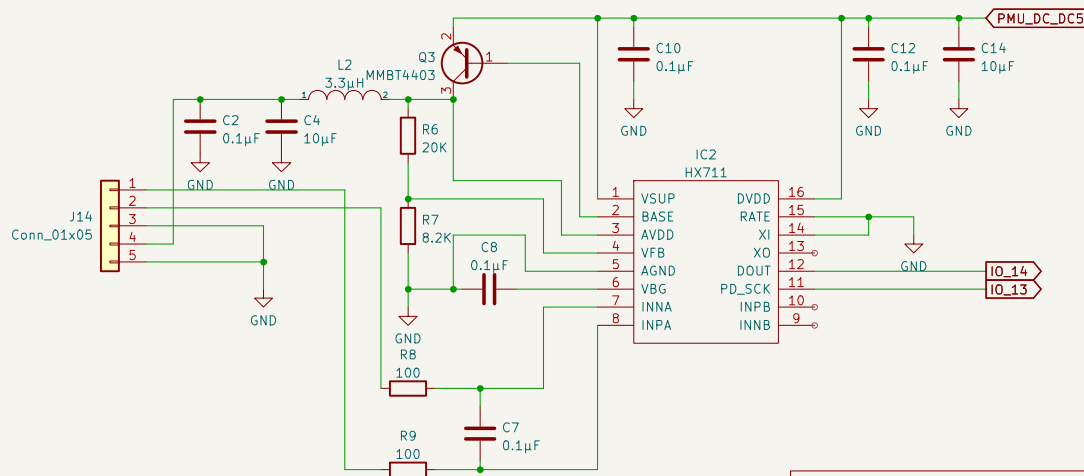 PMU_DC_DC5
2
Q3
MMBT4403
1
3
C10
0.1µF
GND
C12
0.1µF
GND
C14
10µF
GND
L2
3.3µH
1
2
C2
0.1µF
GND
C4
10µF
GND
R6
20K
R7
8.2K
J14
Conn_01x05
1
2
3
4
5
GND
C8
0.1µF
GND
IC2
HX711
1 VSUP
2 BASE
3 AVDD
4 VFB
5 AGND
6 VBG
7 INNA
8 INPA
DVDD 16
RATE 15
XI 14
XO 13
DOUT 12
PD_SCK 11
INPB 10
INNB 9
GND
IO_14
IO_13
R8
100
C7
0.1µF
R9
100